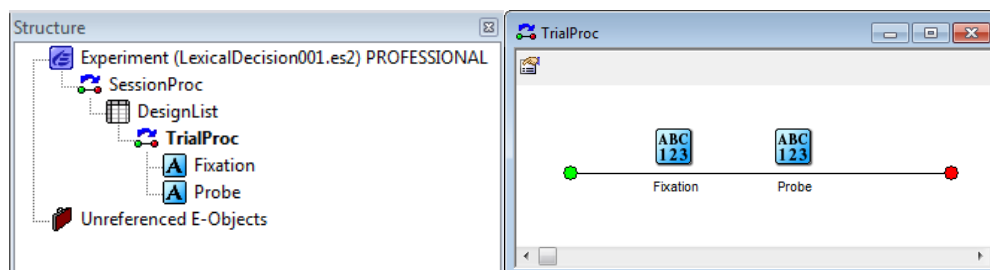 Structure
Experiment (LexicalDecision001.es2) PROFESSIONAL
SessionProc
DesignList
TrialProc
A Fixation
A Probe
Unreferenced E-Objects
TrialProc
ABC ABC
123 123
Fixation Probe